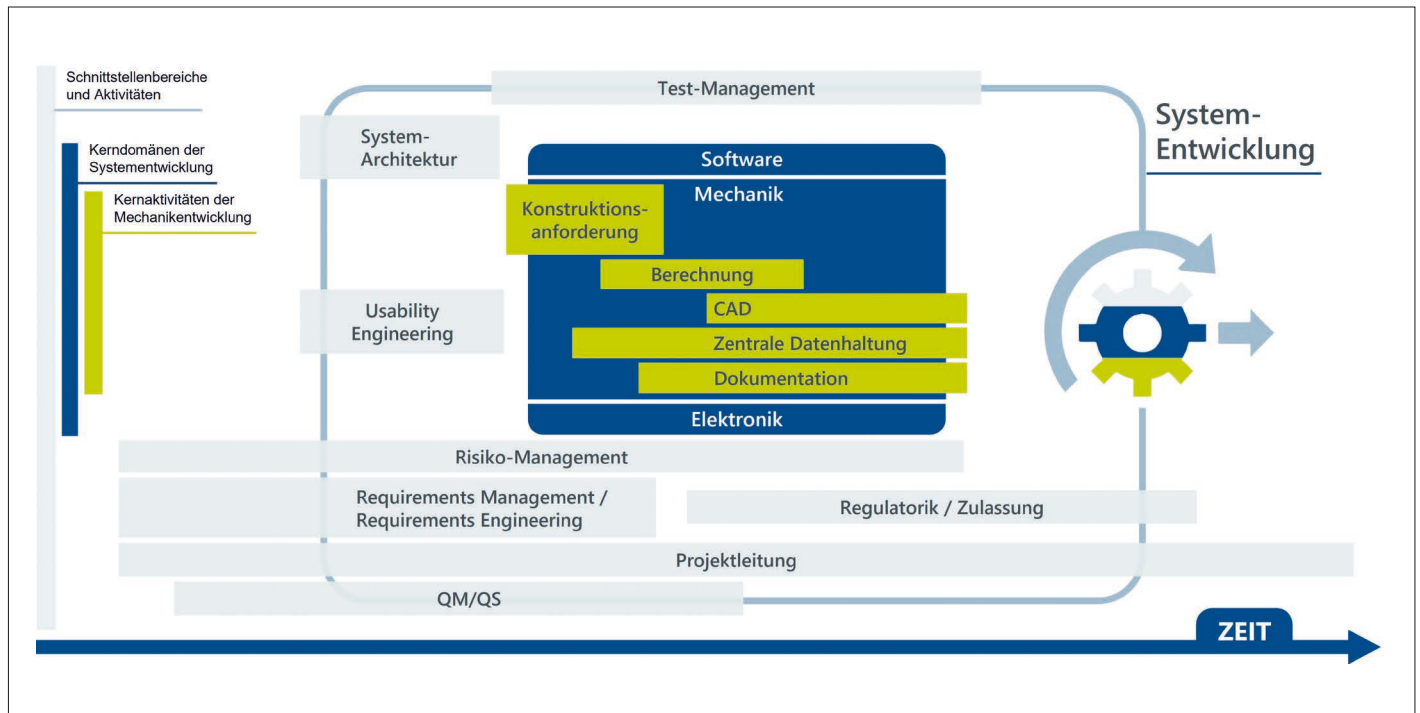 Schnittstellenbereiche
und Aktivitäten
Kerndomänen der
Systementwicklung
Kernaktivitäten der
Mechanikentwicklung
Test-Management
System-
Architektur
System-
Entwicklung
Software
Mechanik
Konstruktions-
anforderung
Berechnung
CAD
Usability
Engineering
Zentrale Datenhaltung
Dokumentation
Elektronik
Risiko-Management
Requirements Management /
Requirements Engineering
Regulatorik / Zulassung
Projektleitung
QM/QS
ZEIT